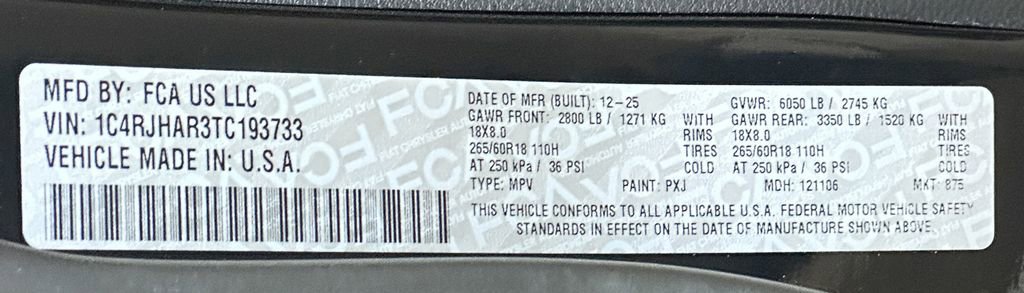 MFD BY: FCA US LLC
VIN: 1C4RJHAR3TC193733
VEHICLE MADE IN: U.S.A.
DATE OF MFR (BUILT): 12-25 GVWR: 6050 LB / 2745 KG
GAWR FRONT: 2800 LB / 1271 KG WITH GAWR REAR: 3350 LB / 1520 KG WITH
18X8.0 RIMS 18X8.0 RIMS
265/60R18 110H TIRES 265/60R18 110H TIRES
AT 250 kPa / 36 PSI COLD AT 250 kPa / 36 PSI COLD
TYPE: MPV PAINT: PXJ MDH: 121106 MKT: 875
THIS VEHICLE CONFORMS TO ALL APPLICABLE U.S.A. FEDERAL MOTOR VEHICLE SAFETY
STANDARDS IN EFFECT ON THE DATE OF MANUFACTURE SHOWN ABOVE.